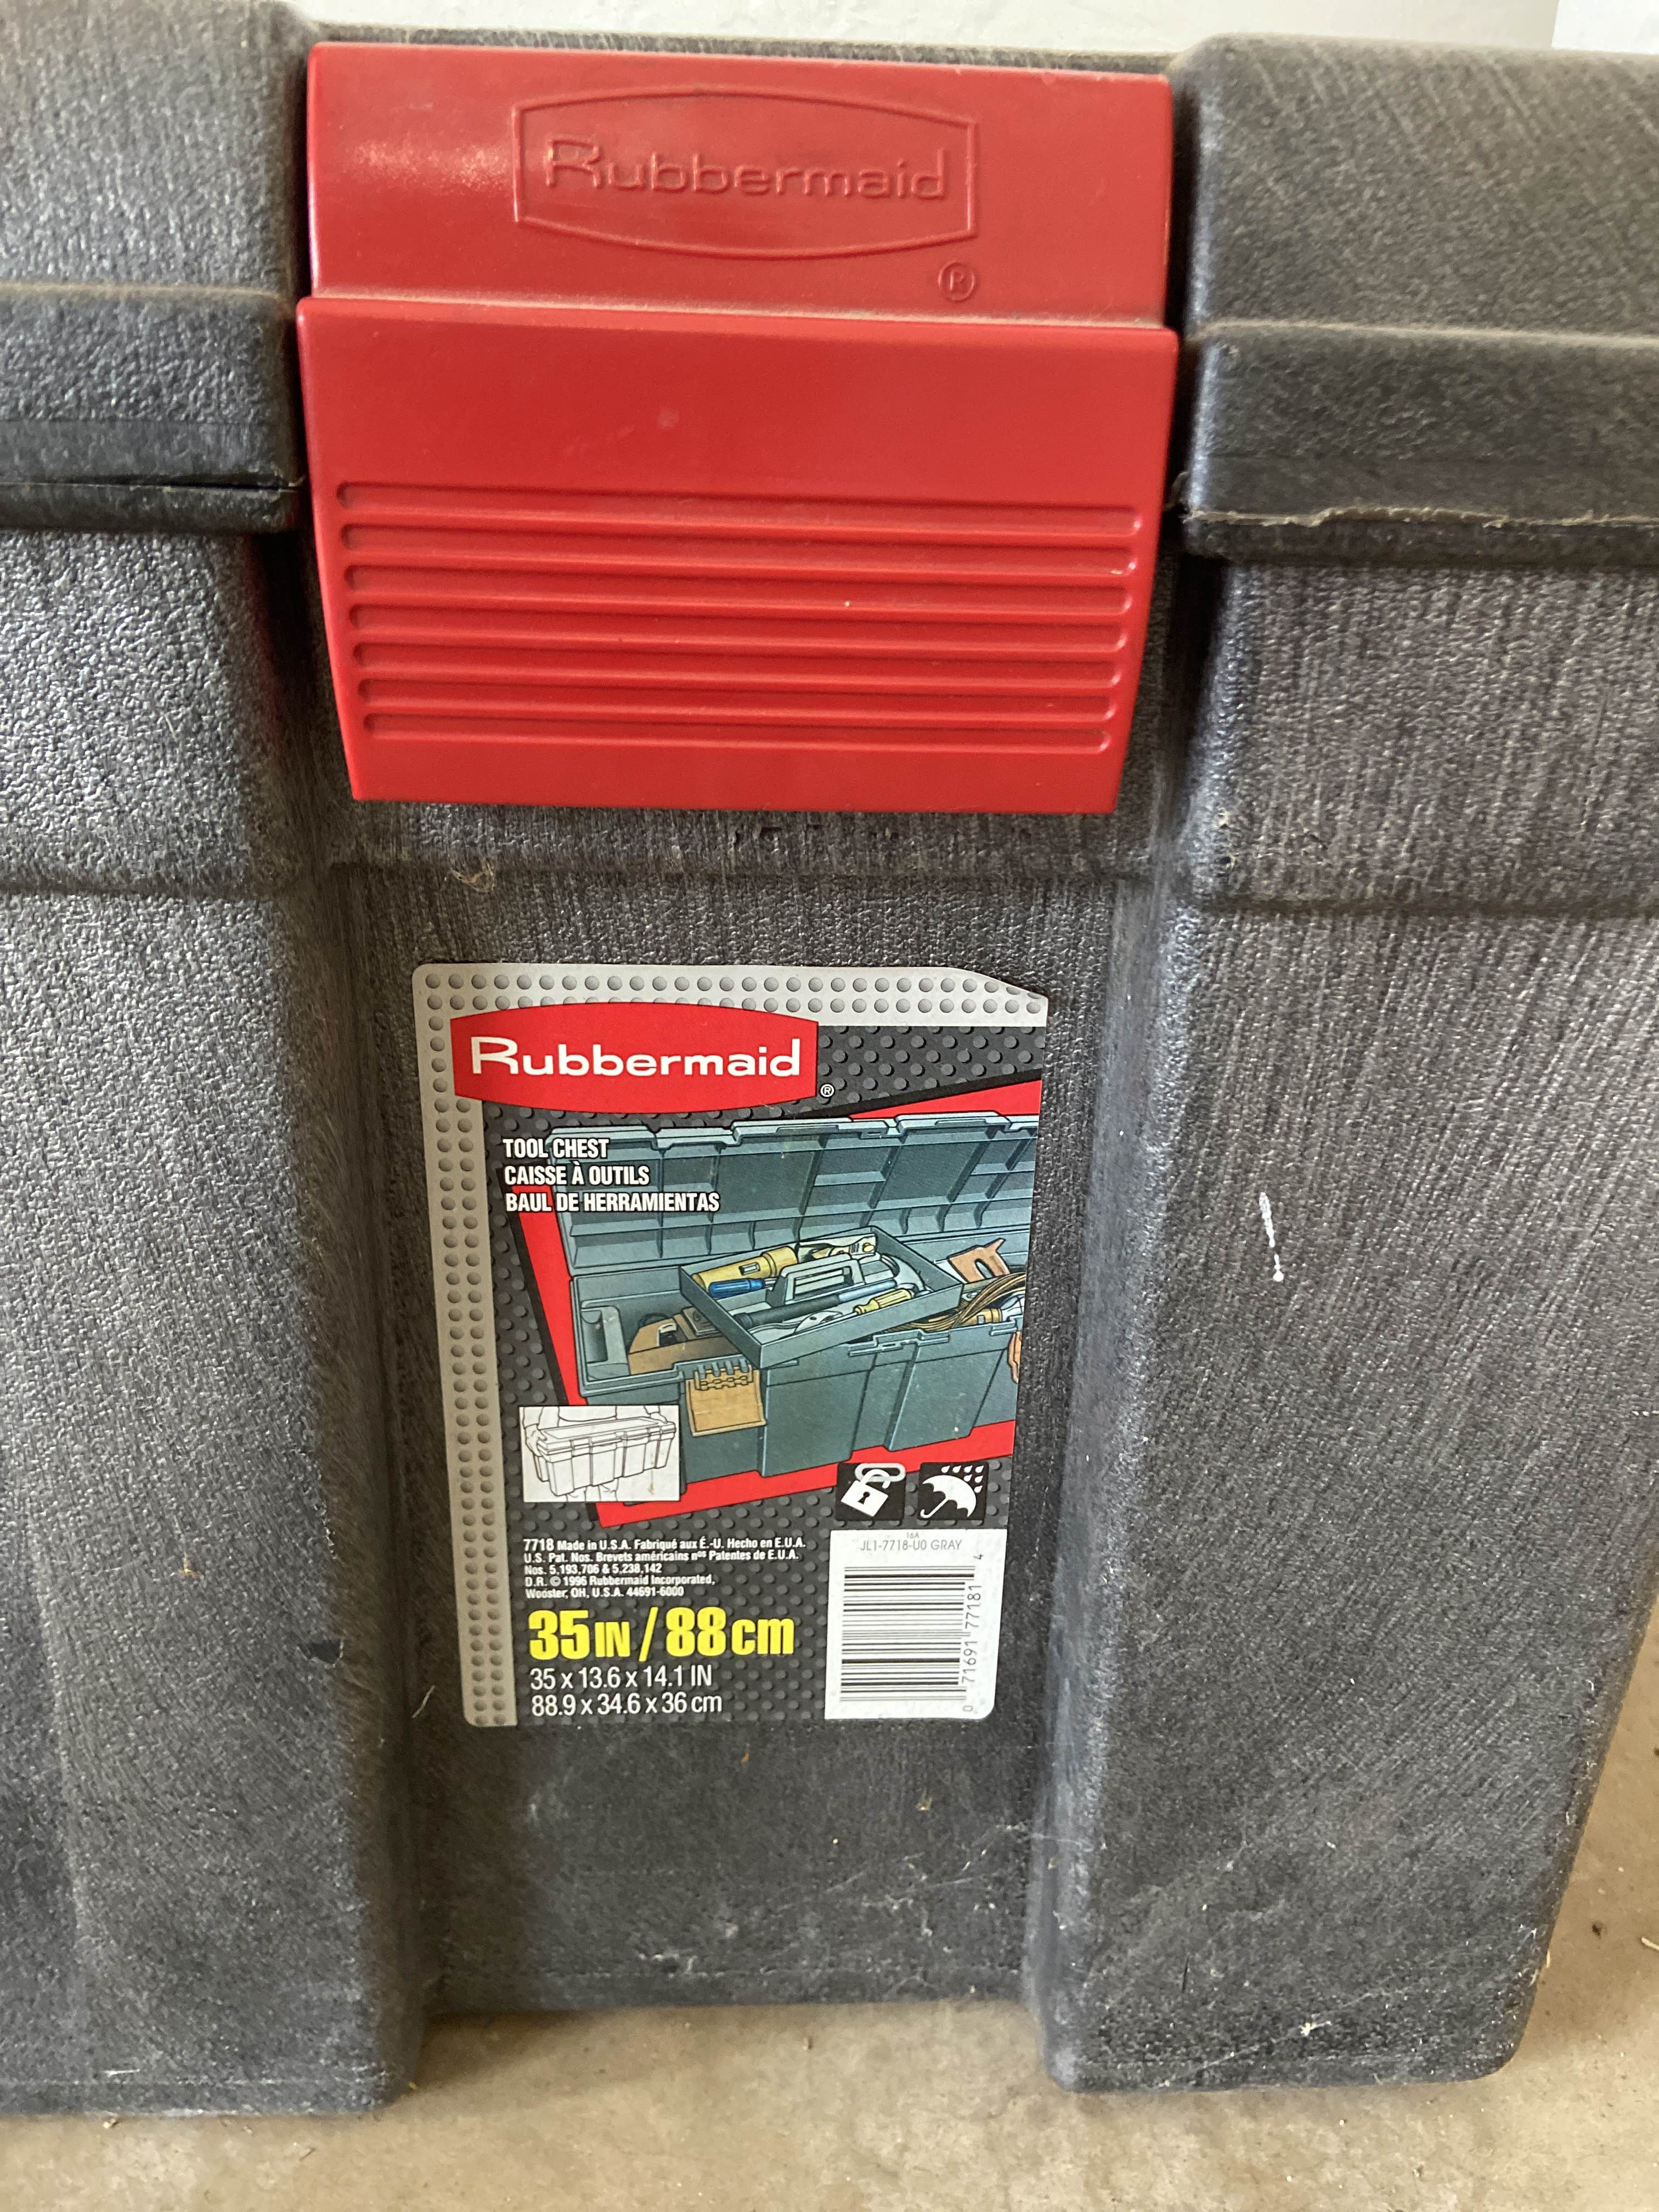 Rubbermaid
®
Rubbermaid ®
TOOL CHEST
CAISSE À OUTILS
BAUL DE HERRAMIENTAS
7718 Made in U.S.A. Fabriqué aux É.-U. Hecho en E.U.A.
U.S. Pat. Nos. Brevets américains nos Patentes de E.U.A.
Nos. 5,193,706 & 5,238,142
D.R. © 1996 Rubbermaid Incorporated,
Wooster, OH, U.S.A. 44691-6000
35 IN / 88 cm
35 x 13.6 x 14.1 IN
88.9 x 34.6 x 36 cm
16A
JL1-7718-U0 GRAY
0 71691 77181 4